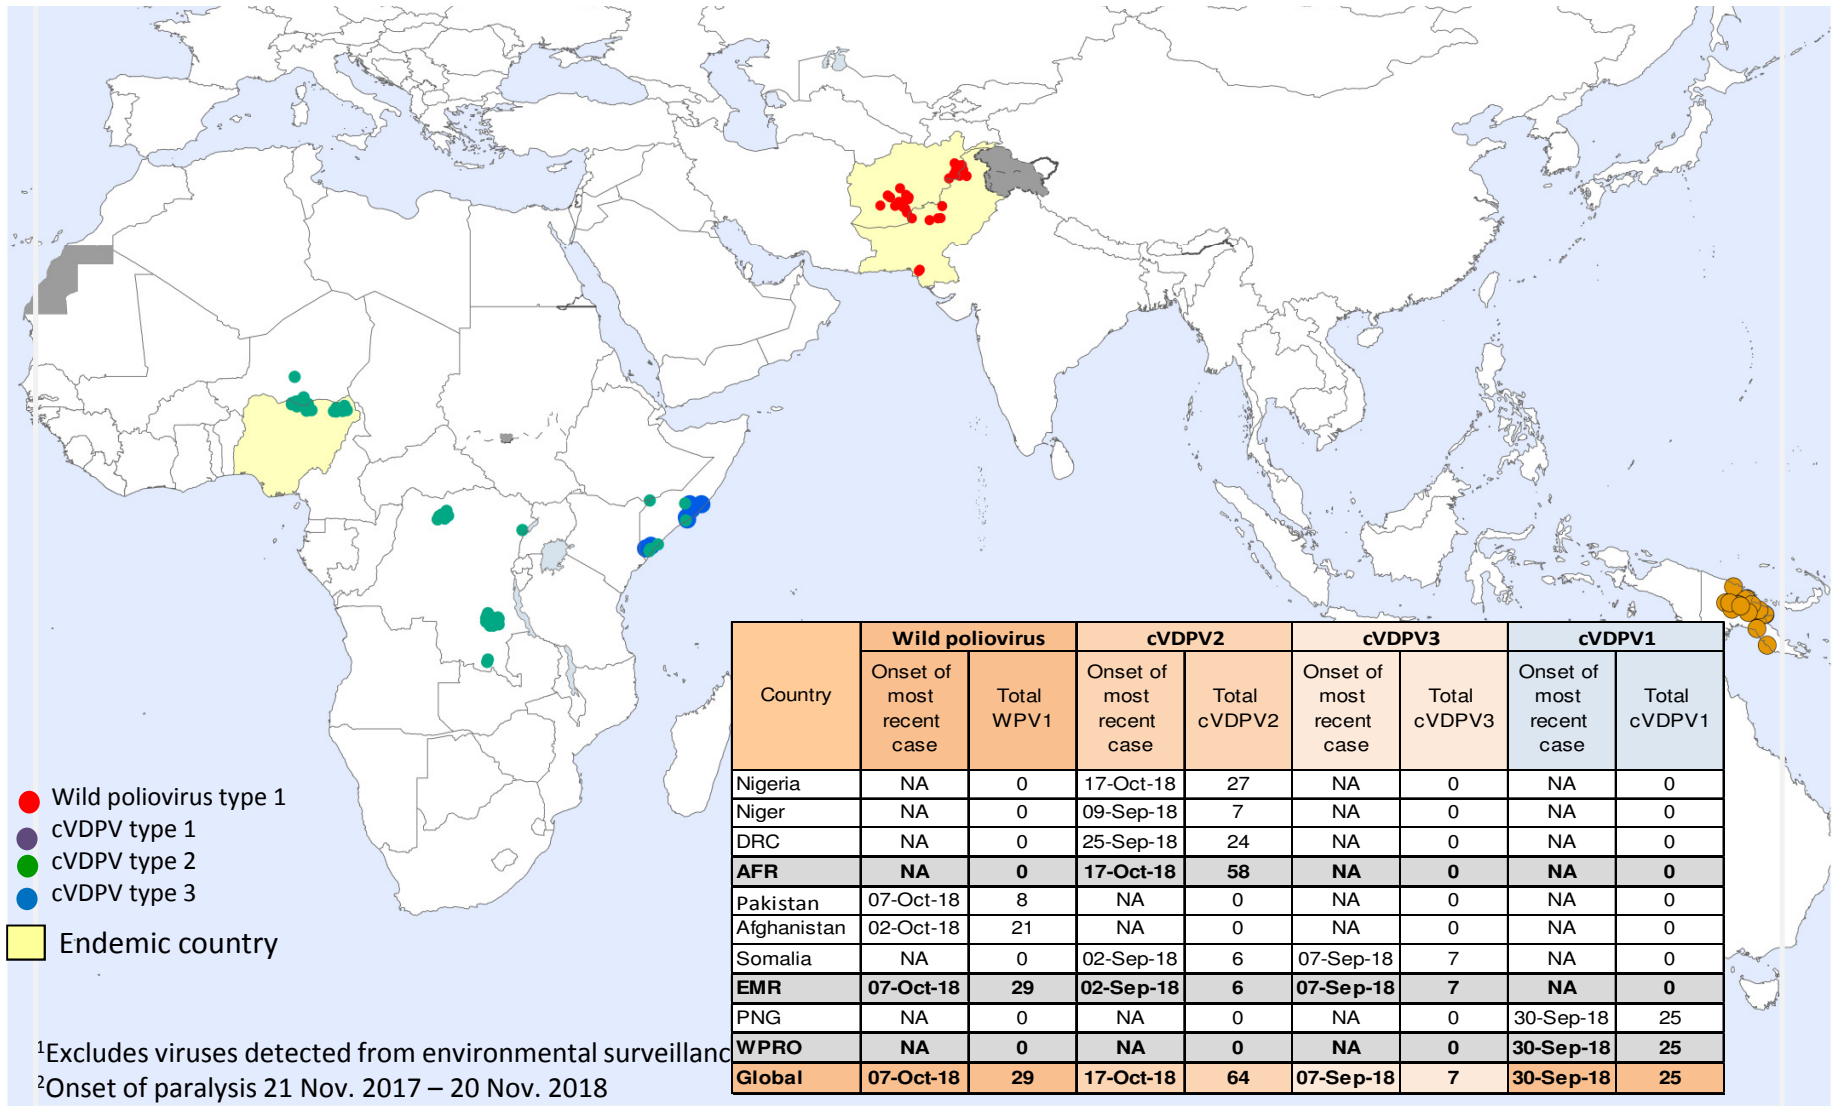 Wild poliovirus cVDPV2 cVDPV3 cVDPV1
Country Onset of most recent case Total WPV1 Onset of most recent case Total cVDPV2 Onset of most recent case Total cVDPV3 Onset of most recent case Total cVDPV1
Nigeria NA 0 17-Oct-18 27 NA 0 NA 0
Niger NA 0 09-Sep-18 7 NA 0 NA 0
DRC NA 0 25-Sep-18 24 NA 0 NA 0
AFR NA 0 17-Oct-18 58 NA 0 NA 0
Pakistan 07-Oct-18 8 NA 0 NA 0 NA 0
Afghanistan 02-Oct-18 21 NA 0 NA 0 NA 0
Somalia NA 0 02-Sep-18 6 07-Sep-18 7 NA 0
EMR 07-Oct-18 29 02-Sep-18 6 07-Sep-18 7 NA 0
PNG NA 0 NA 0 NA 0 30-Sep-18 25
WPRO NA 0 NA 0 NA 0 30-Sep-18 25
Global 07-Oct-18 29 17-Oct-18 64 07-Sep-18 7 30-Sep-18 25
Wild poliovirus type 1
cVDPV type 1
cVDPV type 2
cVDPV type 3
Endemic country
¹Excludes viruses detected from environmental surveillanc
²Onset of paralysis 21 Nov. 2017 – 20 Nov. 2018